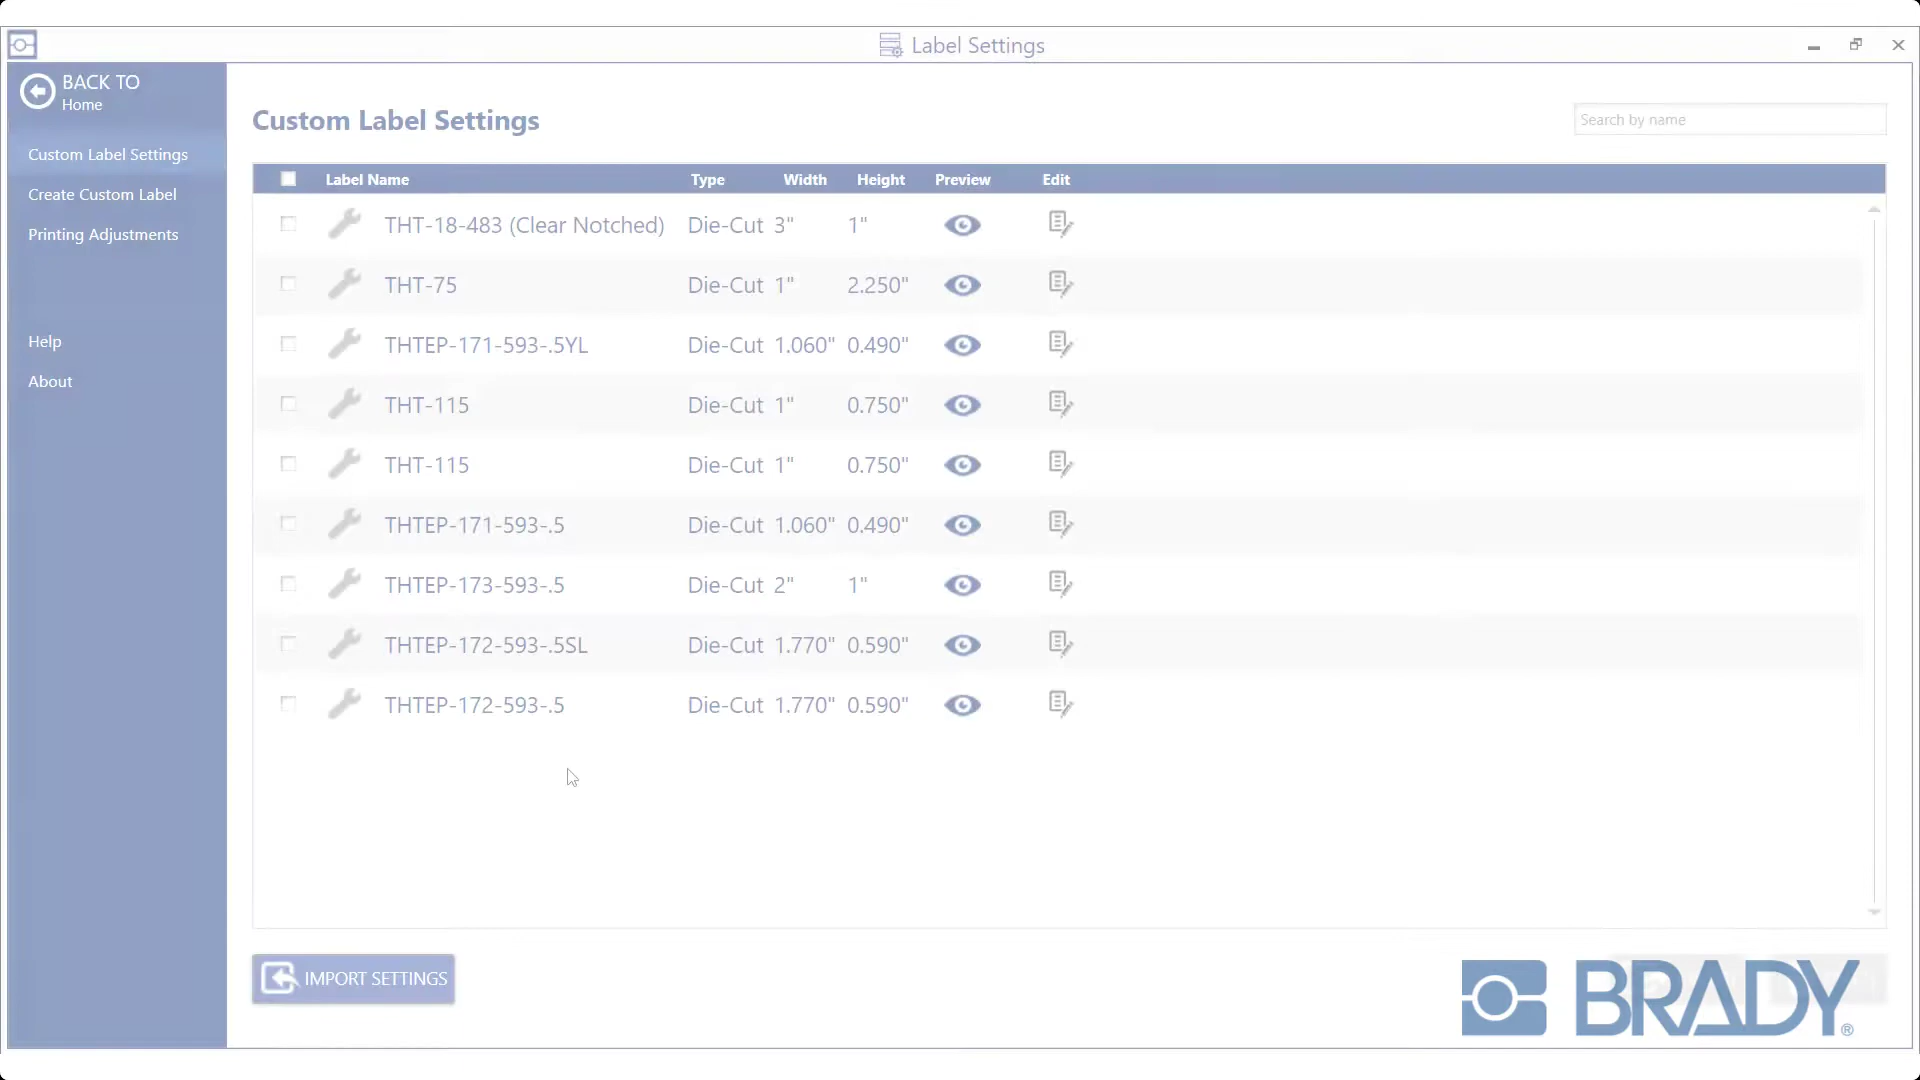 Label Settings
BACK TO
Home
Custom Label Settings
Create Custom Label
Printing Adjustments
Help
About
Custom Label Settings
Search by name
Label Name Type Width Height Preview Edit
THT-18-483 (Clear Notched) Die-Cut 3" 1"
THT-75 Die-Cut 1" 2.250"
THTEP-171-593-.5YL Die-Cut 1.060" 0.490"
THT-115 Die-Cut 1" 0.750"
THT-115 Die-Cut 1" 0.750"
THTEP-171-593-.5 Die-Cut 1.060" 0.490"
THTEP-173-593-.5 Die-Cut 2" 1"
THTEP-172-593-.5SL Die-Cut 1.770" 0.590"
THTEP-172-593-.5 Die-Cut 1.770" 0.590"
IMPORT SETTINGS
BRADY®